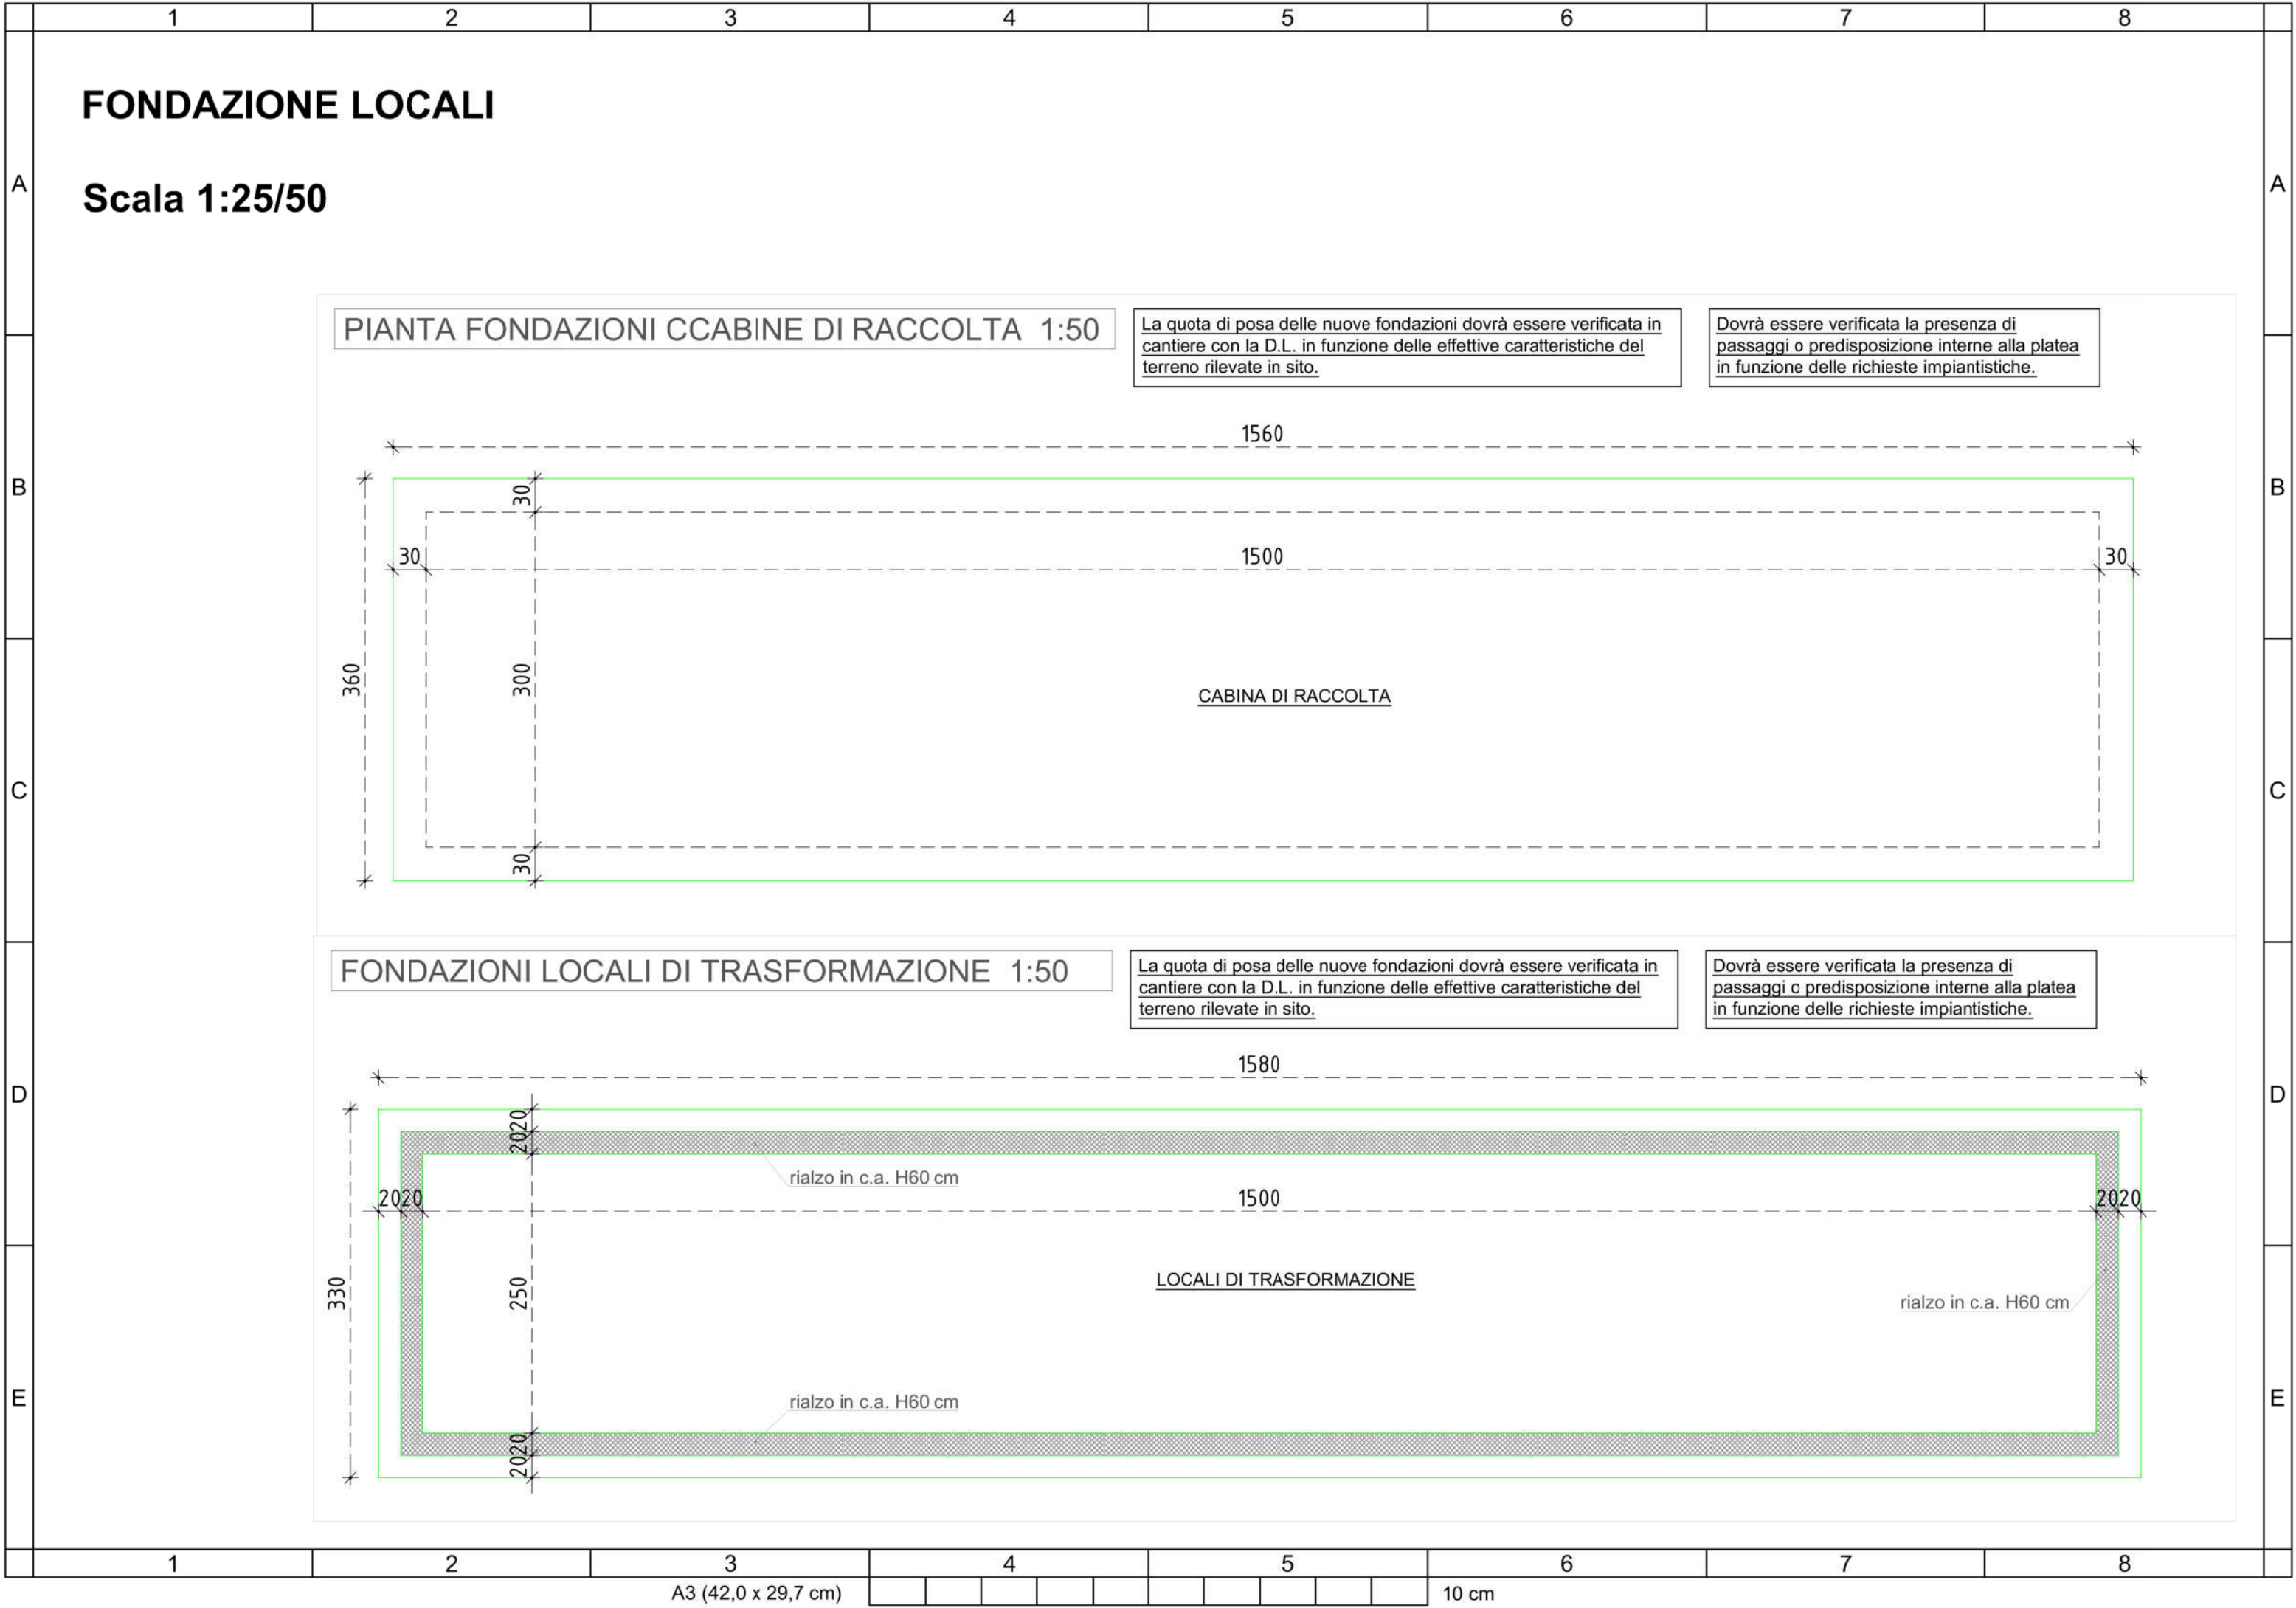 1 2 3 4 5 6 7 8
FONDAZIONE LOCALI
A A
Scala 1:25/50
PIANTA FONDAZIONI CCABINE DI RACCOLTA 1:50
La quota di posa delle nuove fondazioni dovrà essere verificata in
cantiere con la D.L. in funzione delle effettive caratteristiche del
terreno rilevate in sito.
Dovrà essere verificata la presenza di
passaggi o predisposizione interne alla platea
in funzione delle richieste impiantistiche.
1560
B B
30
30 1500 30
360
300
CABINA DI RACCOLTA
C C
30
FONDAZIONI LOCALI DI TRASFORMAZIONE 1:50
La quota di posa delle nuove fondazioni dovrà essere verificata in
cantiere con la D.L. in funzione delle effettive caratteristiche del
terreno rilevate in sito.
Dovrà essere verificata la presenza di
passaggi o predisposizione interne alla platea
in funzione delle richieste impiantistiche.
1580
D D
2020
rialzo in c.a. H60 cm
2020 1500 2020
330
250
LOCALI DI TRASFORMAZIONE
rialzo in c.a. H60 cm
E E
rialzo in c.a. H60 cm
2020
1 2 3 4 5 6 7 8
A3 (42,0 x 29,7 cm) 10 cm